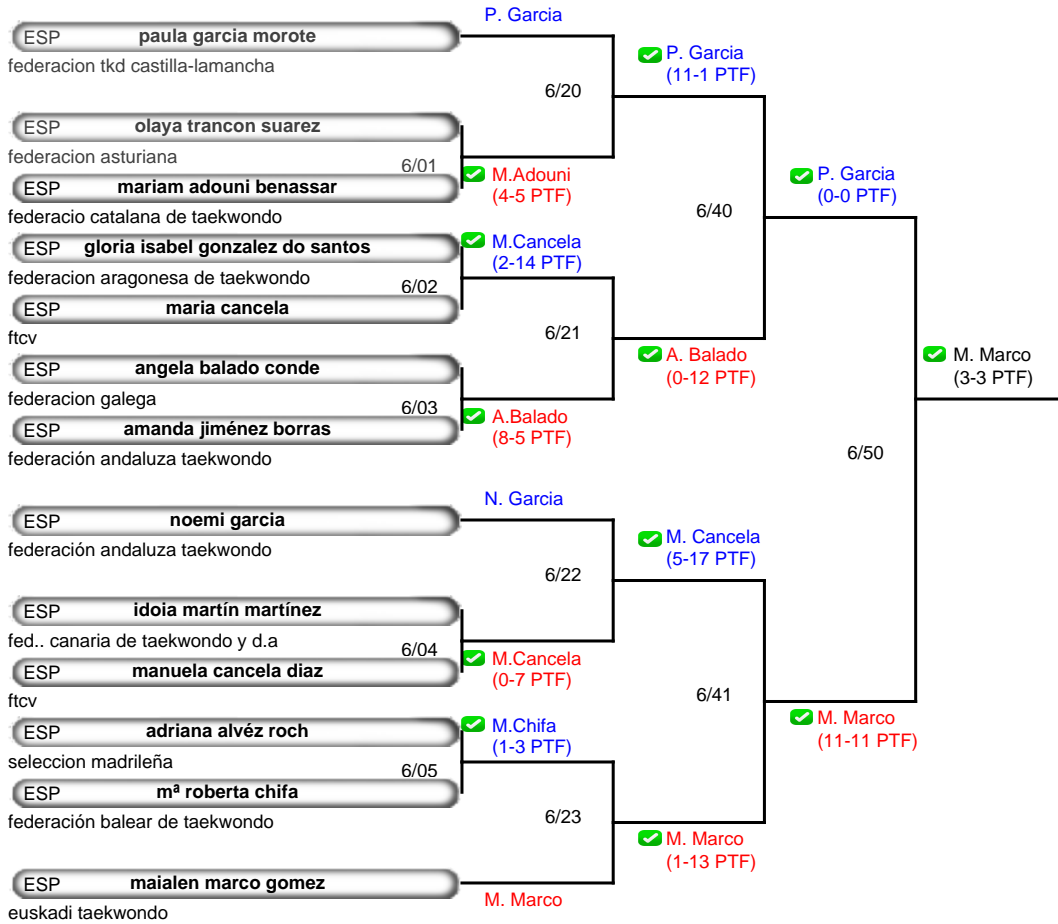 P. Garcia
ESP paula garcia morote
federacion tkd castilla-lamancha
P. Garcia
(11-1 PTF)
6/20
ESP olaya trancon suarez
federacion asturiana
6/01
ESP mariam adouni benassar
federacio catalana de taekwondo
M.Adouni
(4-5 PTF)
P. Garcia
(0-0 PTF)
6/40
ESP gloria isabel gonzalez do santos
federacion aragonesa de taekwondo
M.Cancela
(2-14 PTF)
6/02
ESP maria cancela
ftcv
6/21
ESP angela balado conde
federacion galega
A. Balado
(0-12 PTF)
M. Marco
(3-3 PTF)
6/03
ESP amanda jiménez borras
federación andaluza taekwondo
A.Balado
(8-5 PTF)
6/50
N. Garcia
ESP noemi garcia
federación andaluza taekwondo
M. Cancela
(5-17 PTF)
6/22
ESP idoia martín martínez
fed.. canaria de taekwondo y d.a
6/04
ESP manuela cancela diaz
ftcv
M.Cancela
(0-7 PTF)
6/41
ESP adriana alvéz roch
seleccion madrileña
M.Chifa
(1-3 PTF)
M. Marco
(11-11 PTF)
6/05
ESP mª roberta chifa
federación balear de taekwondo
6/23
M. Marco
(1-13 PTF)
ESP maialen marco gomez
euskadi taekwondo
M. Marco